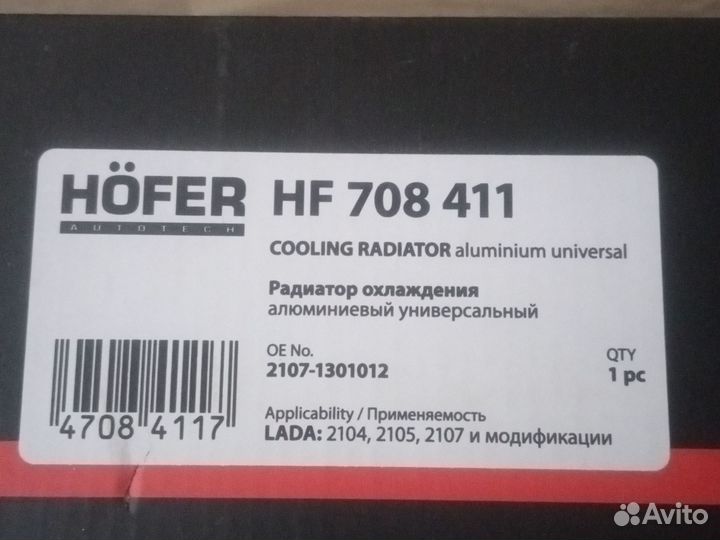 HÖFER
AUTOTECH
HF 708 411
COOLING RADIATOR aluminium universal
Радиатор охлаждения
алюминиевый универсальный
OE No.
2107-1301012
QTY
1 pc
Applicability / Применяемость
LADA: 2104, 2105, 2107 и модификации
4708 4117
Avito